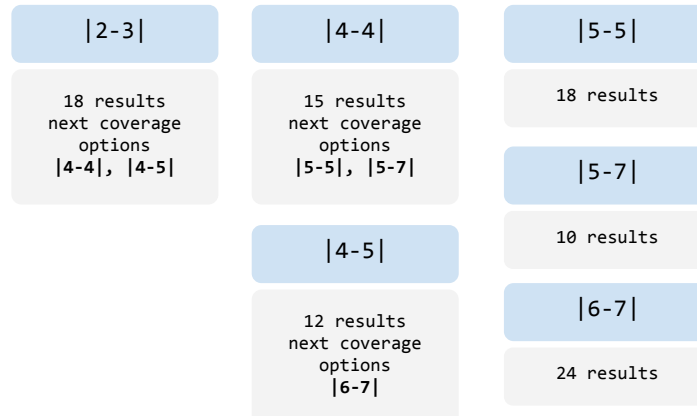 |2-3|
18 results
next coverage
options
|4-4|, |4-5|
|4-4|
15 results
next coverage
options
|5-5|, |5-7|
|4-5|
12 results
next coverage
options
|6-7|
|5-5|
18 results
|5-7|
10 results
|6-7|
24 results